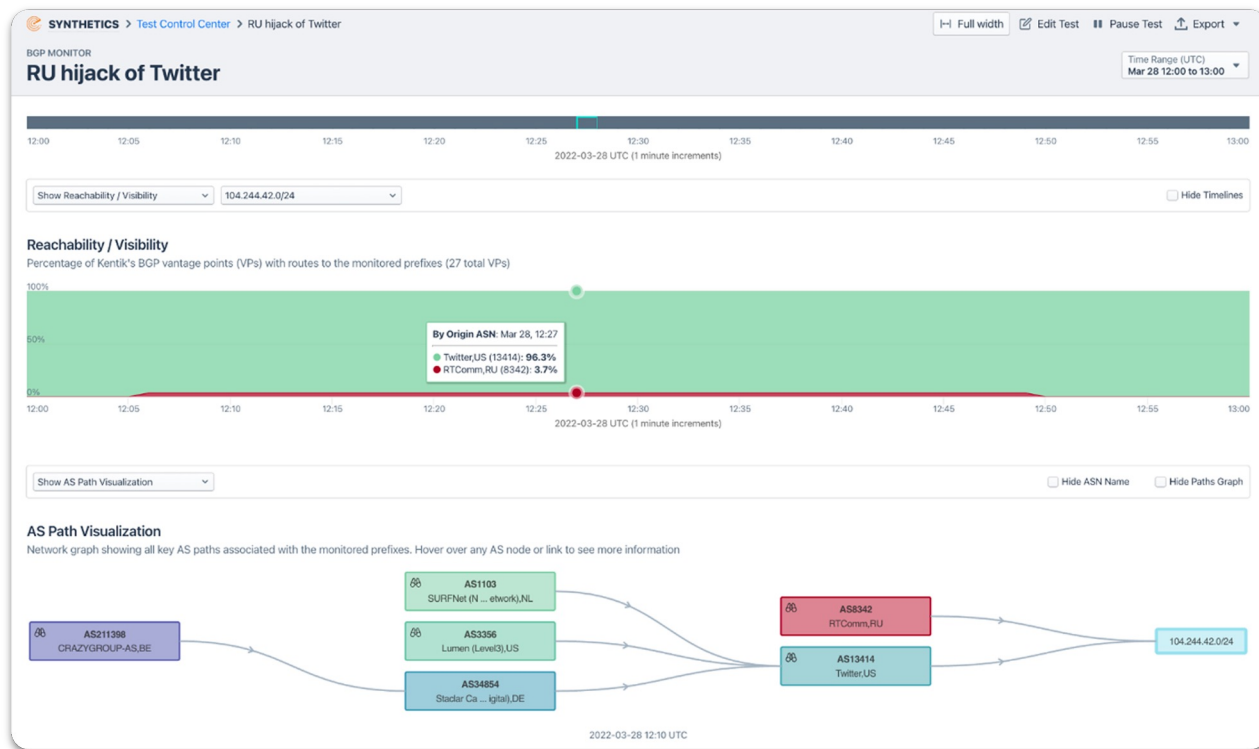 SYNTHETICS > Test Control Center > RU hijack of Twitter
Full width Edit Test Pause Test Export
BGP MONITOR
RU hijack of Twitter
Time Range (UTC)
Mar 28 12:00 to 13:00
12:00 12:05 12:10 12:15 12:20 12:25 12:30 12:35 12:40 12:45 12:50 12:55 13:00
2022-03-28 UTC (1 minute increments)
Show Reachability / Visibility 104.244.42.0/24 Hide Timelines
Reachability / Visibility
Percentage of Kentik's BGP vantage points (VPs) with routes to the monitored prefixes (27 total VPs)
100%
50%
0%
By Origin ASN: Mar 28, 12:27
Twitter,US (13414): 96.3%
RTComm,RU (8342): 3.7%
12:00 12:05 12:10 12:15 12:20 12:25 12:30 12:35 12:40 12:45 12:50 12:55 13:00
2022-03-28 UTC (1 minute increments)
Show AS Path Visualization Hide ASN Name Hide Paths Graph
AS Path Visualization
Network graph showing all key AS paths associated with the monitored prefixes. Hover over any AS node or link to see more information
AS211398
CRAZYGROUP-AS,BE
AS1103
SURFNet (N ... etwork),NL
AS3356
Lumen (Level3),US
AS34854
Staclar Ca ... igital),DE
AS8342
RTComm,RU
AS13414
Twitter,US
104.244.42.0/24
2022-03-28 12:10 UTC